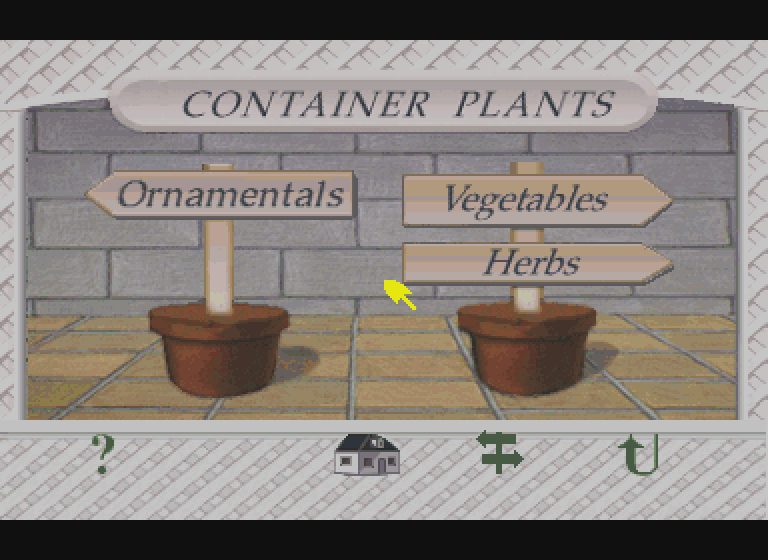 CONTAINER PLANTS
Ornamentals
Vegetables
Herbs
?